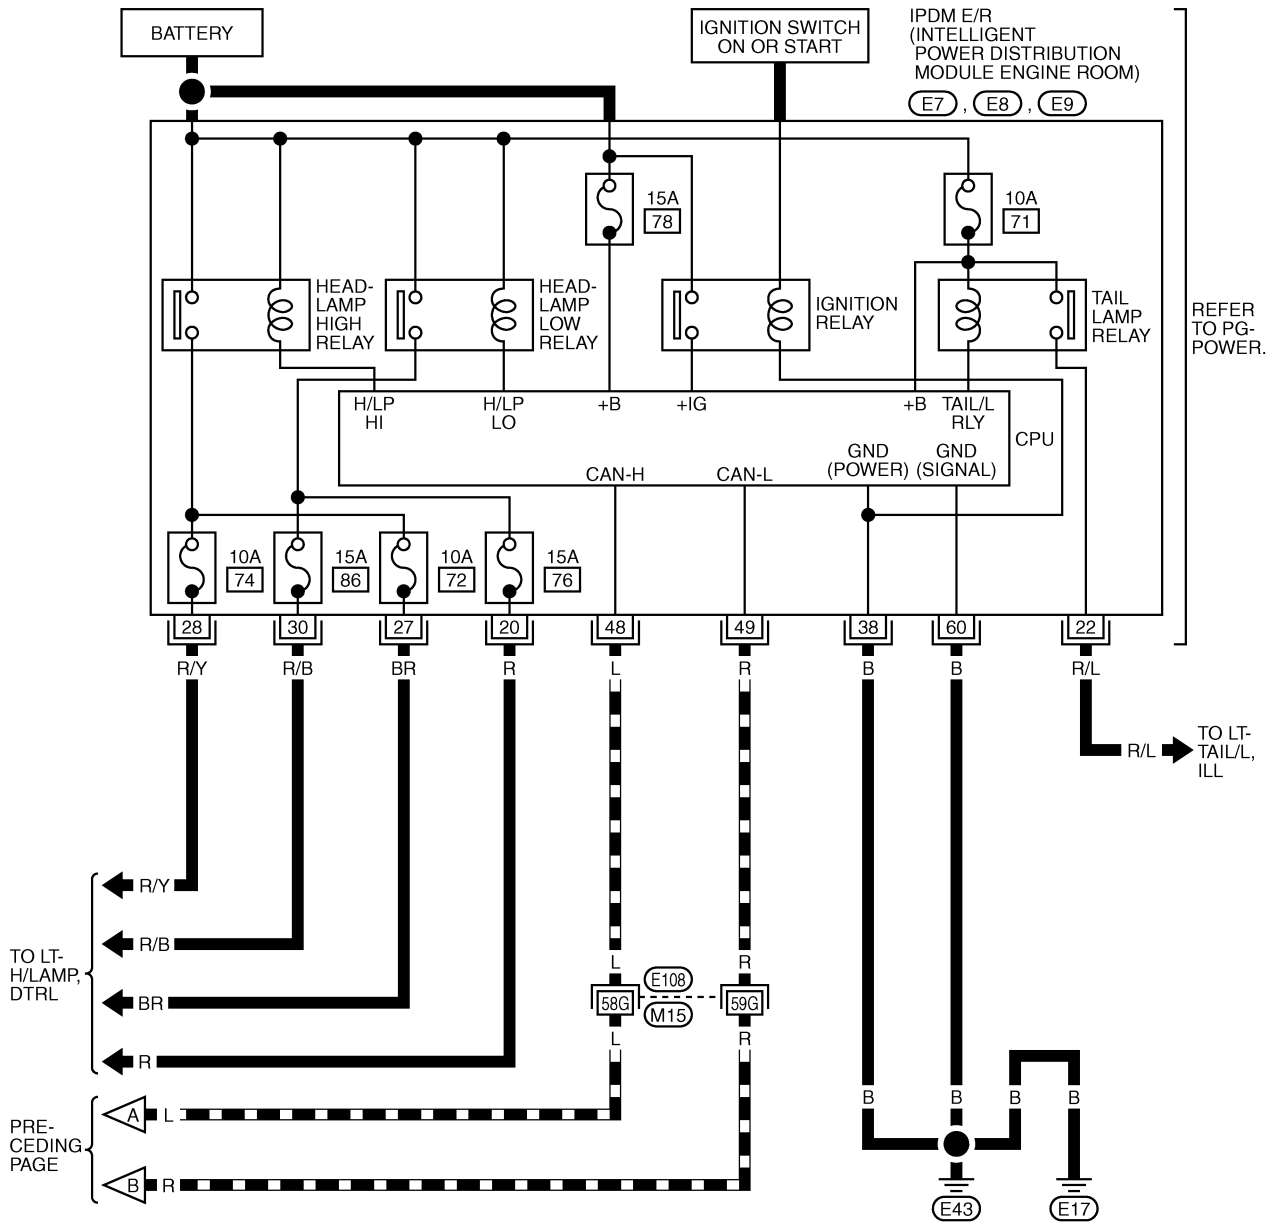 BATTERY
IGNITION SWITCH
ON OR START
IPDM E/R
(INTELLIGENT
POWER DISTRIBUTION
MODULE ENGINE ROOM)
E7 , E8 , E9
15A
78
10A
71
HEAD-
LAMP
HIGH
RELAY
HEAD-
LAMP
LOW
RELAY
IGNITION
RELAY
TAIL
LAMP
RELAY
REFER
TO PG-
POWER.
H/LP
HI
H/LP
LO
+B
+IG
+B
TAIL/L
RLY
CPU
CAN-H
CAN-L
GND
(POWER)
GND
(SIGNAL)
10A
74
15A
86
10A
72
15A
76
28
30
27
20
48
49
38
60
22
R/Y
R/B
BR
R
L
R
B
B
R/L
R/L
TO LT-
TAIL/L,
ILL
TO LT-
H/LAMP,
DTRL
R/Y
R/B
BR
R
L
R
58G
E108
M15
59G
L
R
PRE-
CEDING
PAGE
A
L
B
R
B
B
B
B
E43
E17